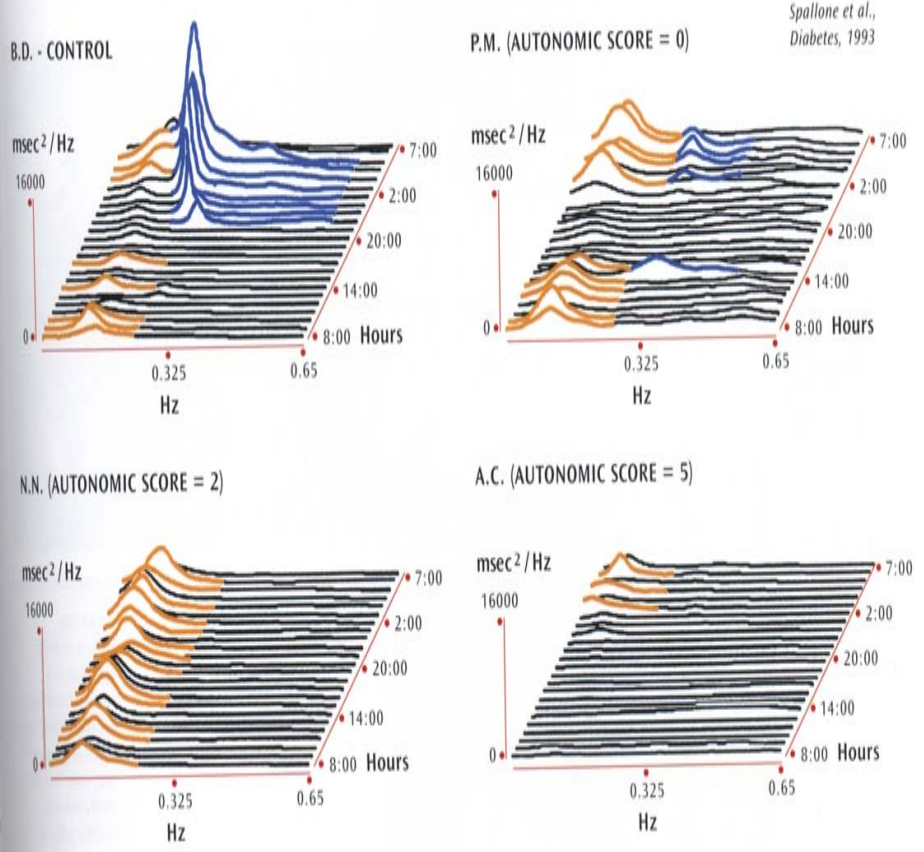 Spallone et al.,
Diabetes, 1993
B.D. - CONTROL
msec²/Hz
16000
0
7:00
2:00
20:00
14:00
8:00 Hours
0.325
0.65
Hz
P.M. (AUTONOMIC SCORE = 0)
msec²/Hz
16000
0
7:00
2:00
20:00
14:00
8:00 Hours
0.325
0.65
Hz
N.N. (AUTONOMIC SCORE = 2)
msec²/Hz
16000
0
7:00
2:00
20:00
14:00
8:00 Hours
0.325
0.65
Hz
A.C. (AUTONOMIC SCORE = 5)
msec²/Hz
16000
0
7:00
2:00
20:00
14:00
8:00 Hours
0.325
0.65
Hz